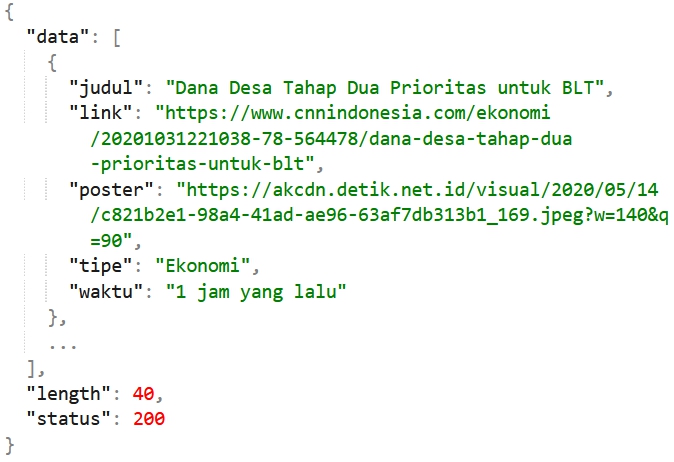 {
"data": [
{
"judul": "Dana Desa Tahap Dua Prioritas untuk BLT",
"link": "https://www.cnnindonesia.com/ekonomi
/20201031221038-78-564478/dana-desa-tahap-dua
-prioritas-untuk-blt",
"poster": "https://akcdn.detik.net.id/visual/2020/05/14
/c821b2e1-98a4-41ad-ae96-63af7db313b1_169.jpeg?w=140&q
=90",
"tipe": "Ekonomi",
"waktu": "1 jam yang lalu"
},
...
],
"length": 40,
"status": 200
}